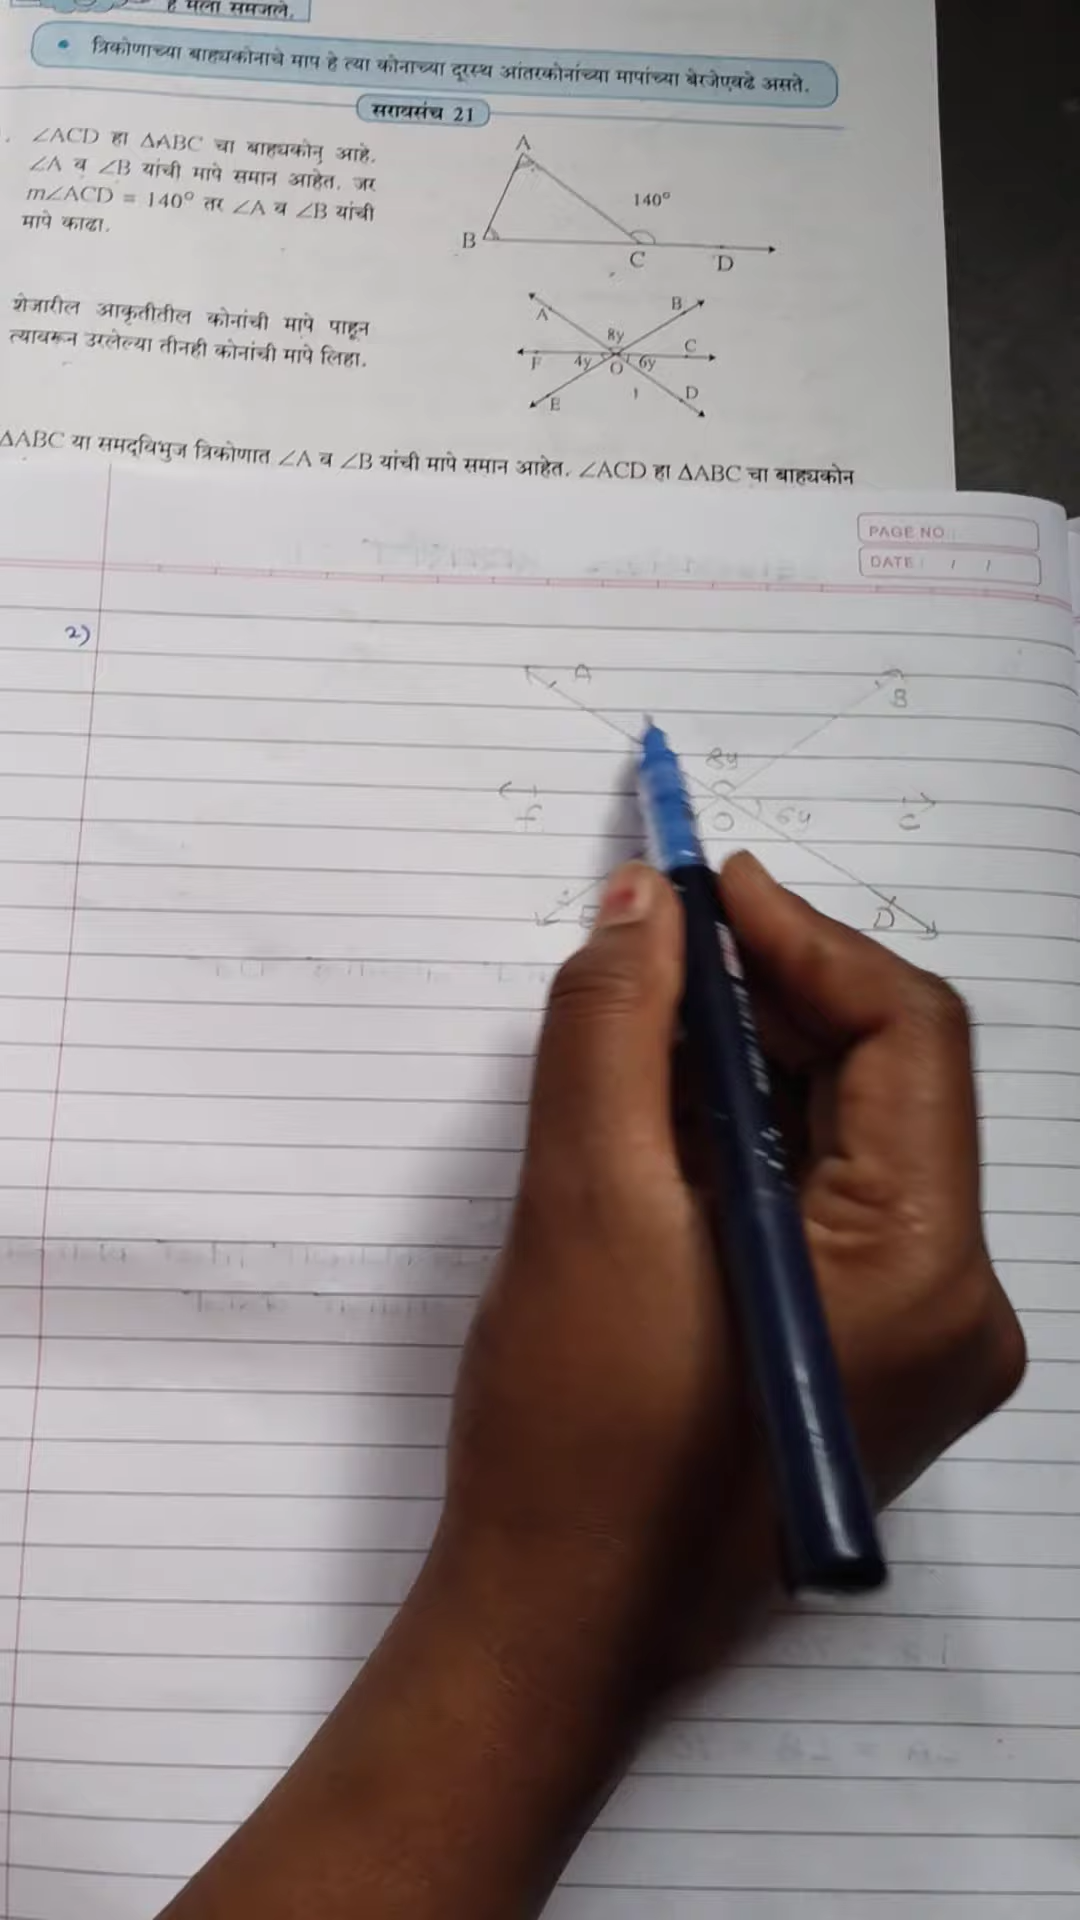 हे मला समजले.
• त्रिकोणाच्या बाह्यकोनाचे माप हे त्या कोनाच्या दूरस्थ आंतरकोनांच्या मापांच्या बेरजेएवढे असते.
सरावसंच 21
. ∠ACD हा ΔABC चा बाह्यकोन आहे.
∠A व ∠B यांची मापे समान आहेत. जर
m∠ACD = 140° तर ∠A व ∠B यांची
मापे काढा.
A
140°
B
C
D
शेजारील आकृतीतील कोनांची मापे पाहून
त्यावरून उरलेल्या तीनही कोनांची मापे लिहा.
A
B
8y
F
4y
O
6y
C
E
D
ΔABC या समद्विभुज त्रिकोणात ∠A व ∠B यांची मापे समान आहेत. ∠ACD हा ΔABC चा बाह्यकोन
PAGE NO.:
DATE: / /
2)
A
B
8y
F
O
6y
C
E
D